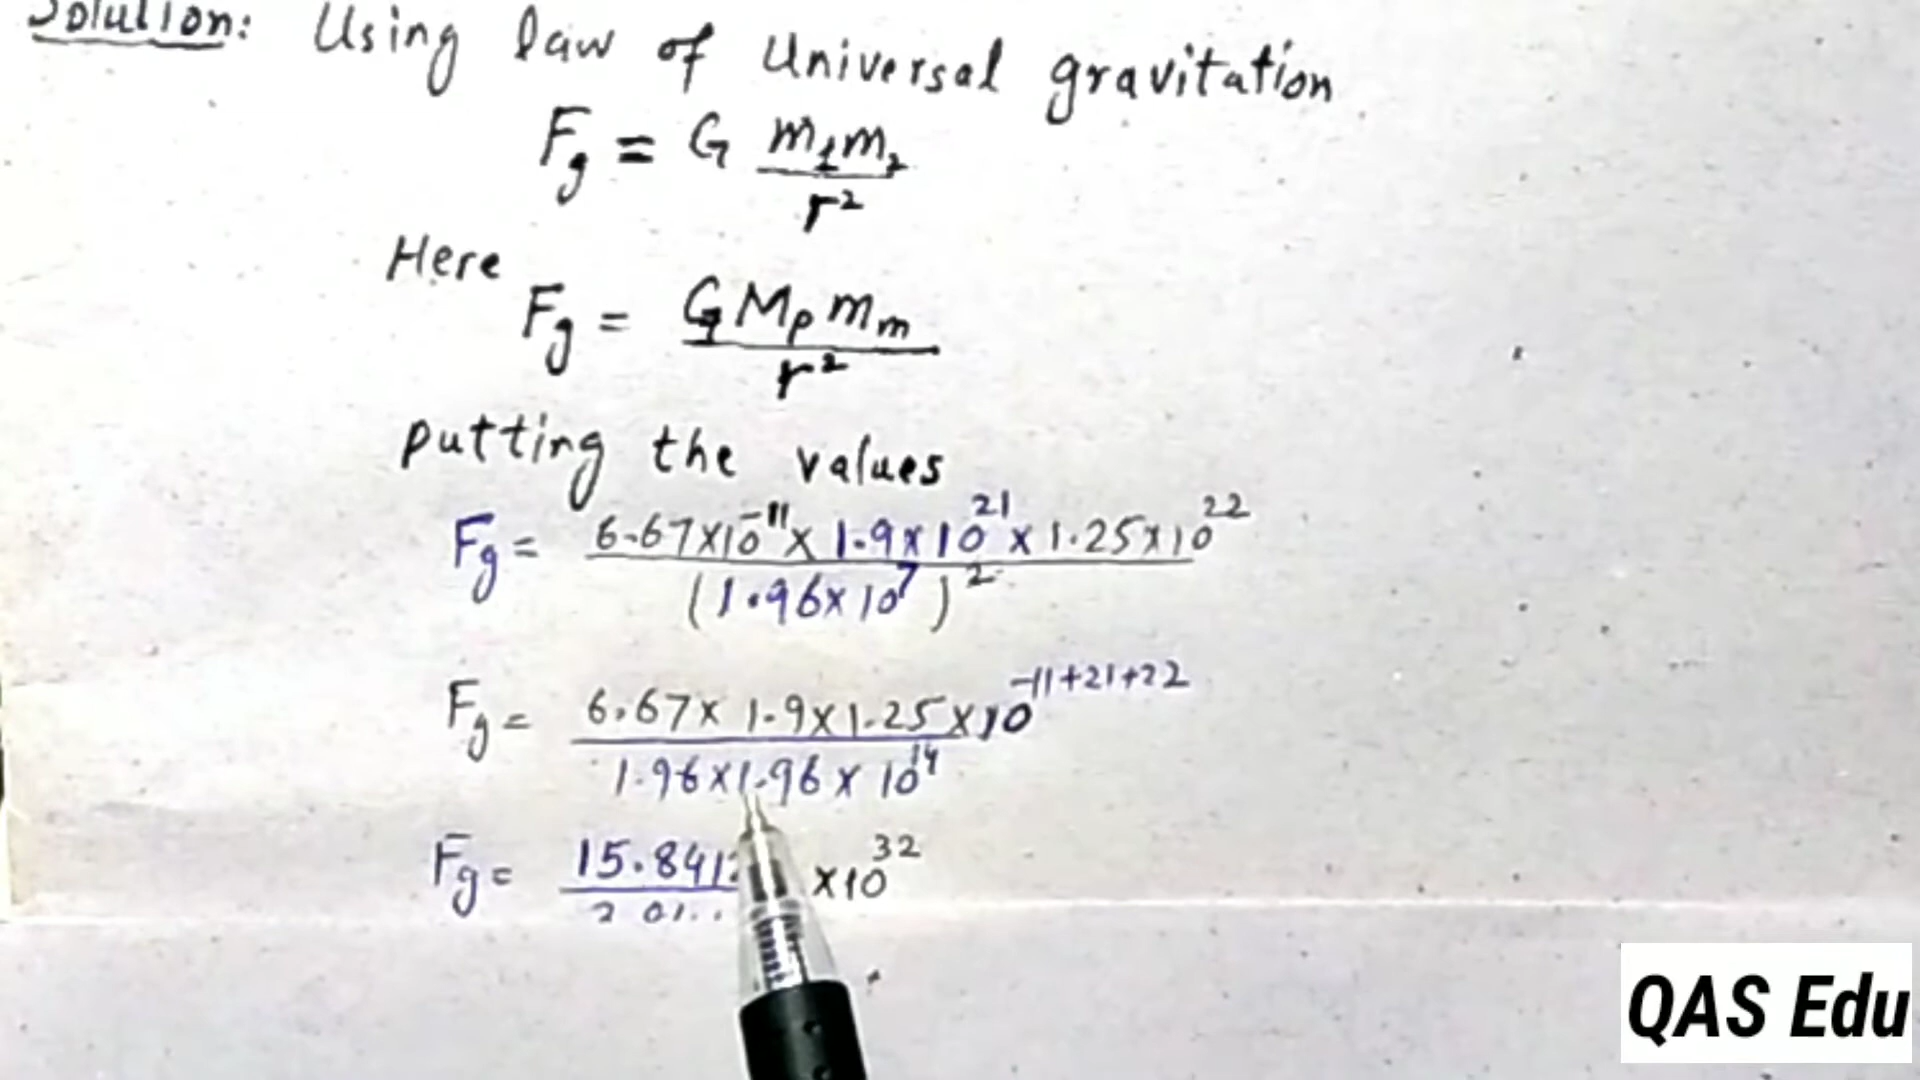 Solution: Using law of Universal gravitation
Fg = G m1m2 / r²
Here
Fg = G Mp mm / r²
putting the values
Fg = 6.67×10⁻¹¹ × 1.9×10²¹ × 1.25×10²² / (1.96×10⁷)²
Fg = 6.67× 1.9×1.25×10⁻¹¹⁺²¹⁺²² / 1.96×1.96× 10¹⁴
Fg = 15.841 ×10³²
QAS Edu